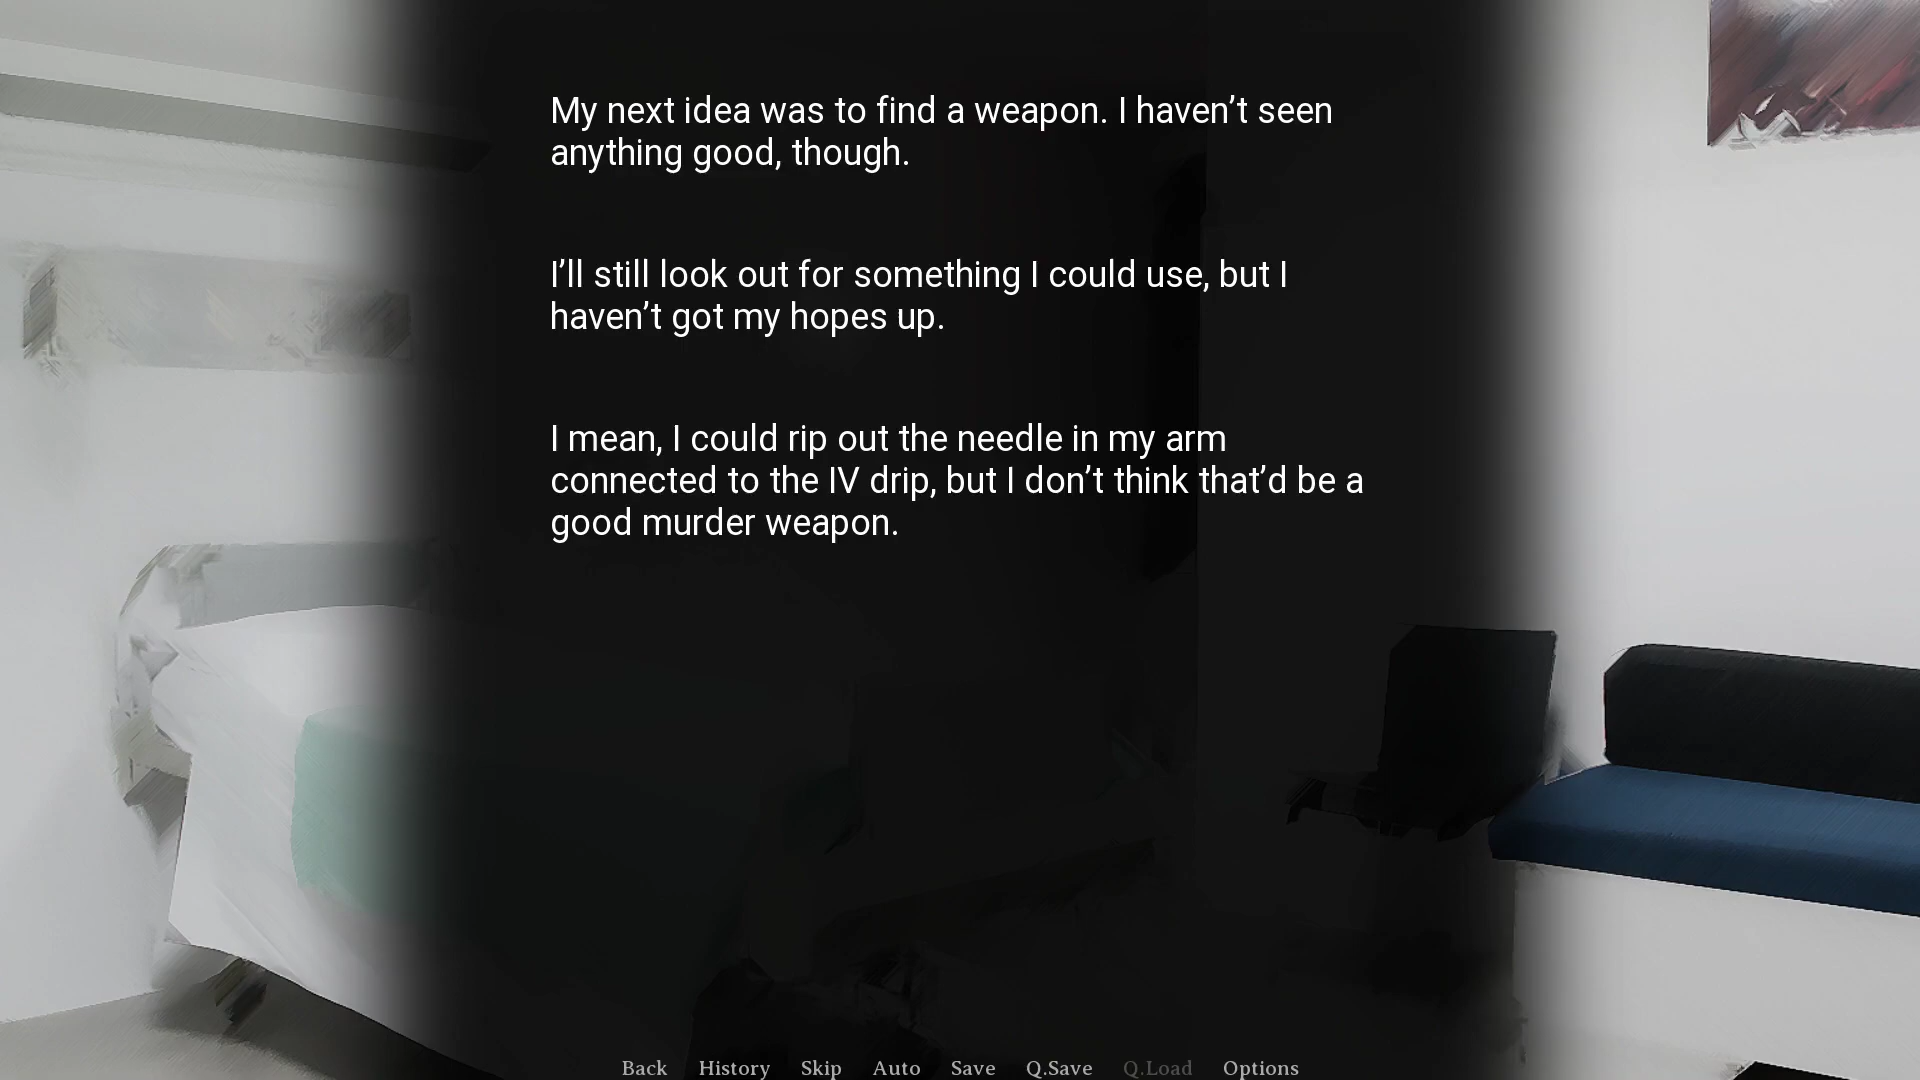 My next idea was to find a weapon. I haven’t seen
anything good, though.
I’ll still look out for something I could use, but I
haven’t got my hopes up.
I mean, I could rip out the needle in my arm
connected to the IV drip, but I don’t think that’d be a
good murder weapon.
Back History Skip Auto Save Q.Save Q.Load Options